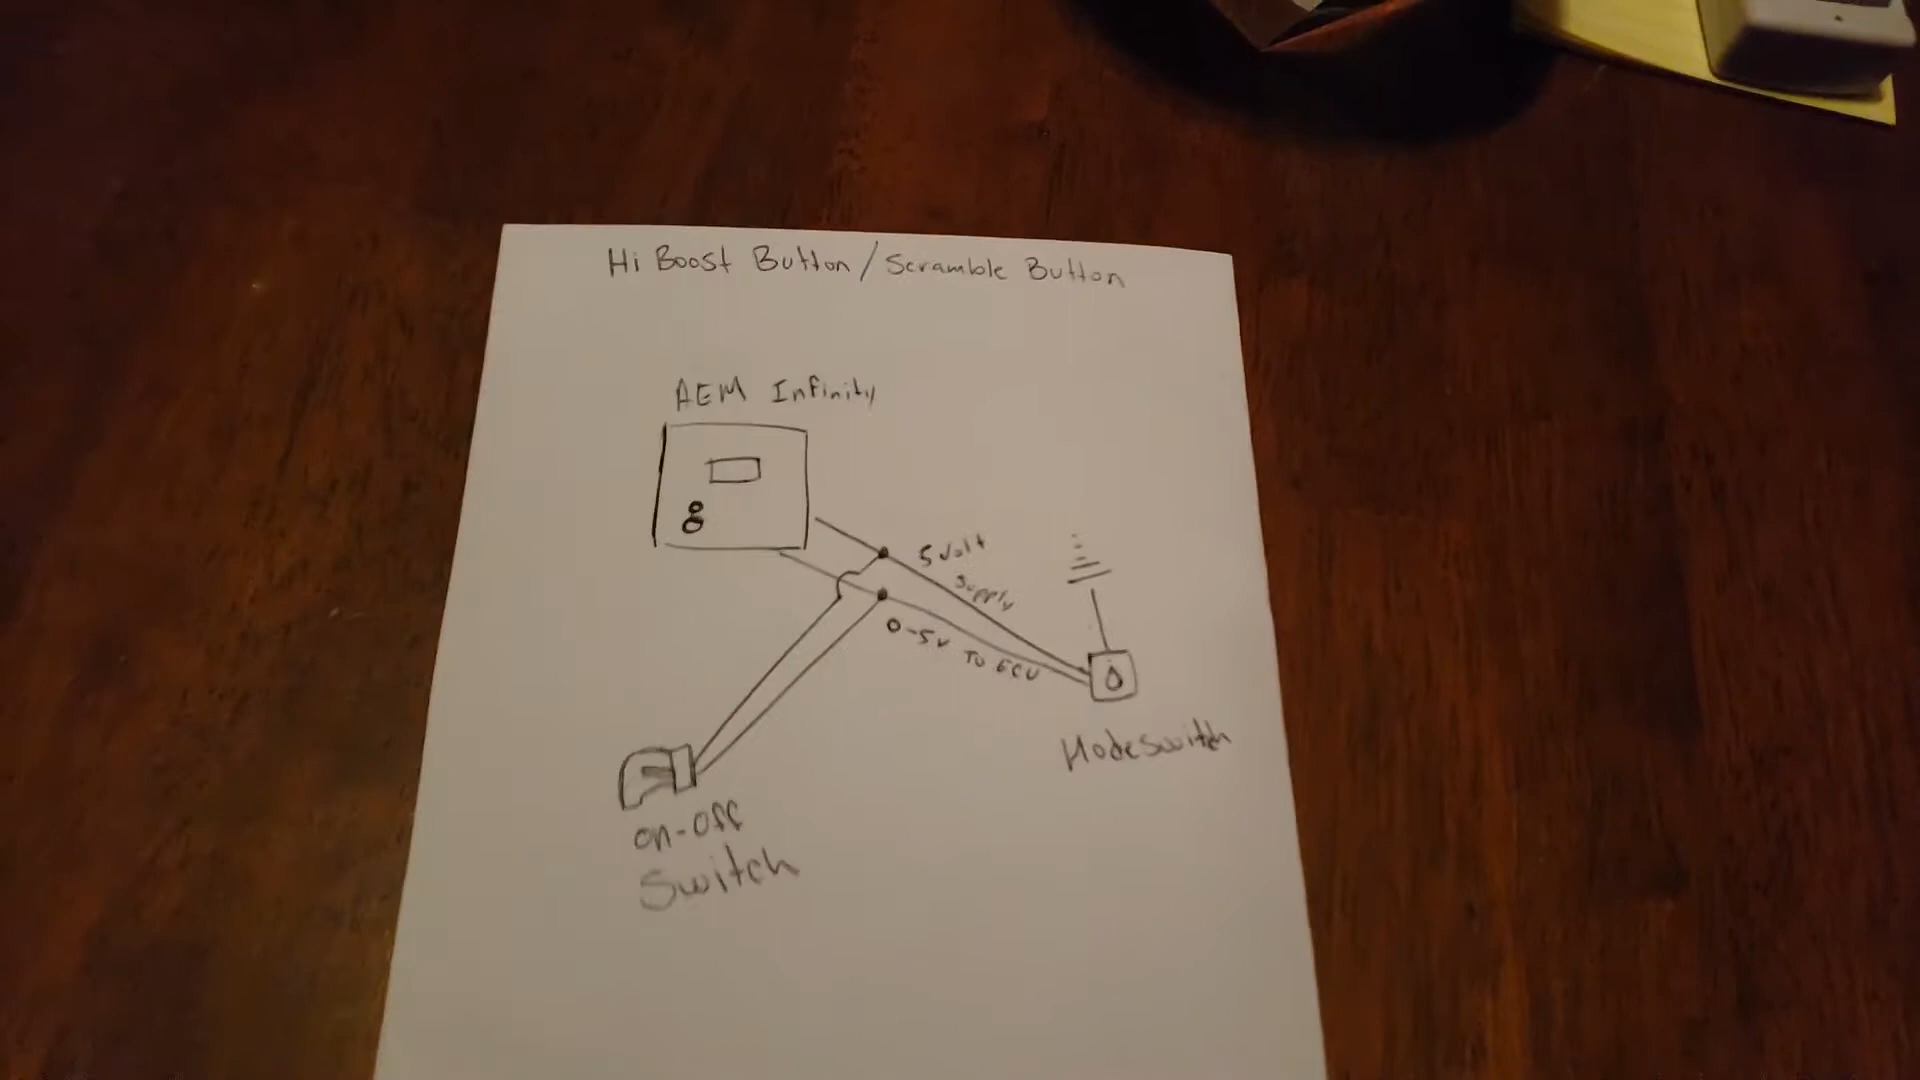 Hi Boost Button/Scramble Button
AEM Infinity
5 Volt
Supply
0-5v To ECU
Modeswitch
on-off
Switch